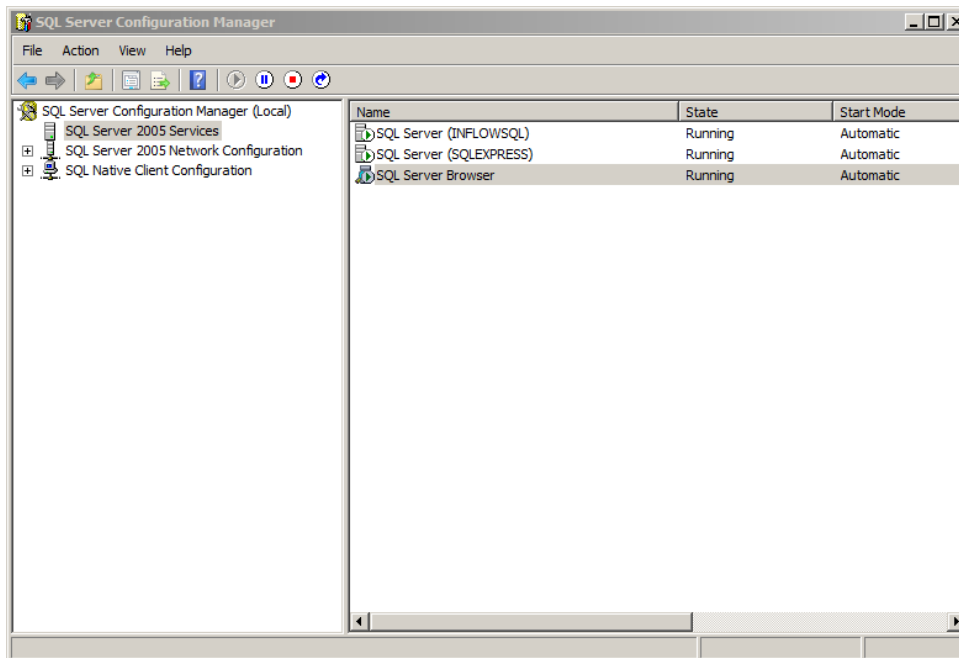 SQL Server Configuration Manager
File Action View Help
SQL Server Configuration Manager (Local)
SQL Server 2005 Services
SQL Server 2005 Network Configuration
SQL Native Client Configuration
Name State Start Mode
SQL Server (INFLOWSQL) Running Automatic
SQL Server (SQLEXPRESS) Running Automatic
SQL Server Browser Running Automatic